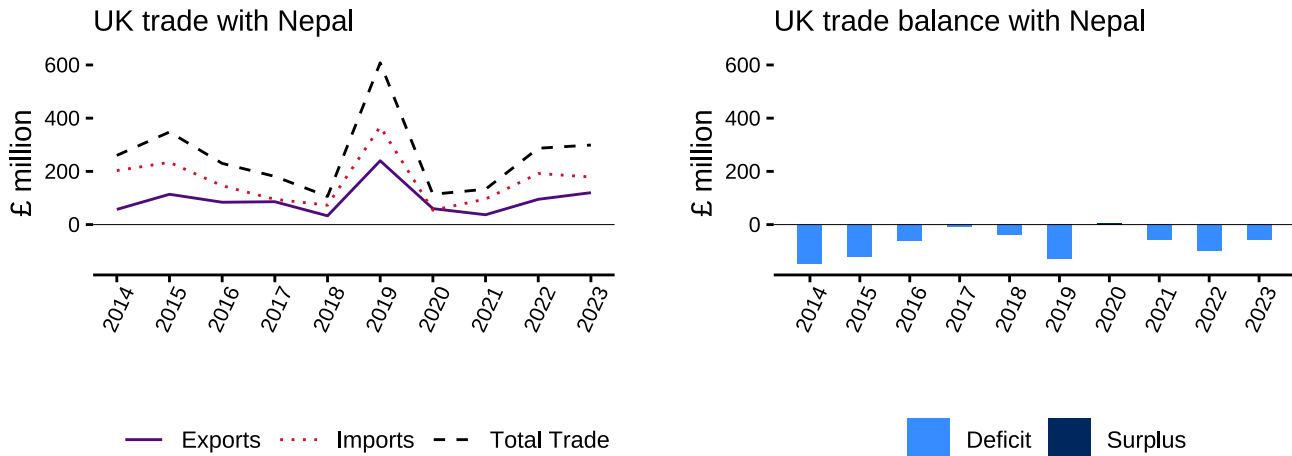 UK trade with Nepal
£ million
600
400
200
0
2014 2015 2016 2017 2018 2019 2020 2021 2022 2023
Exports Imports Total Trade
UK trade balance with Nepal
£ million
600
400
200
0
2014 2015 2016 2017 2018 2019 2020 2021 2022 2023
Deficit Surplus